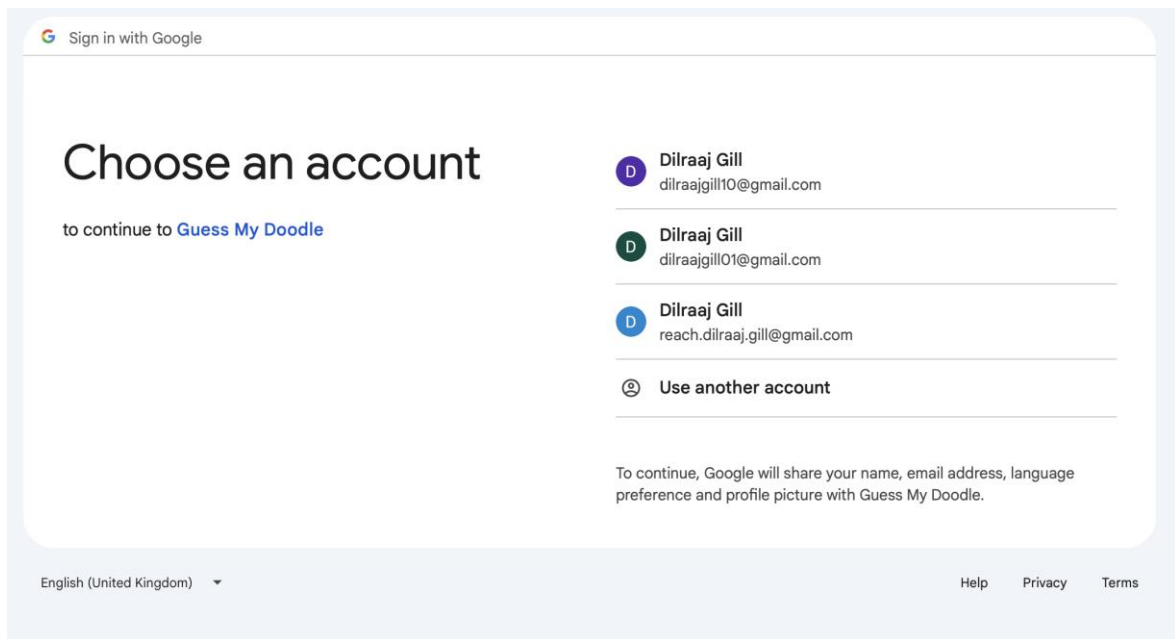 Sign in with Google
Choose an account
to continue to Guess My Doodle
D
Dilraaj Gill
dilraajgill10@gmail.com
D
Dilraaj Gill
dilraajgill01@gmail.com
D
Dilraaj Gill
reach.dilraaj.gill@gmail.com
Use another account
To continue, Google will share your name, email address, language
preference and profile picture with Guess My Doodle.
English (United Kingdom)
Help Privacy Terms